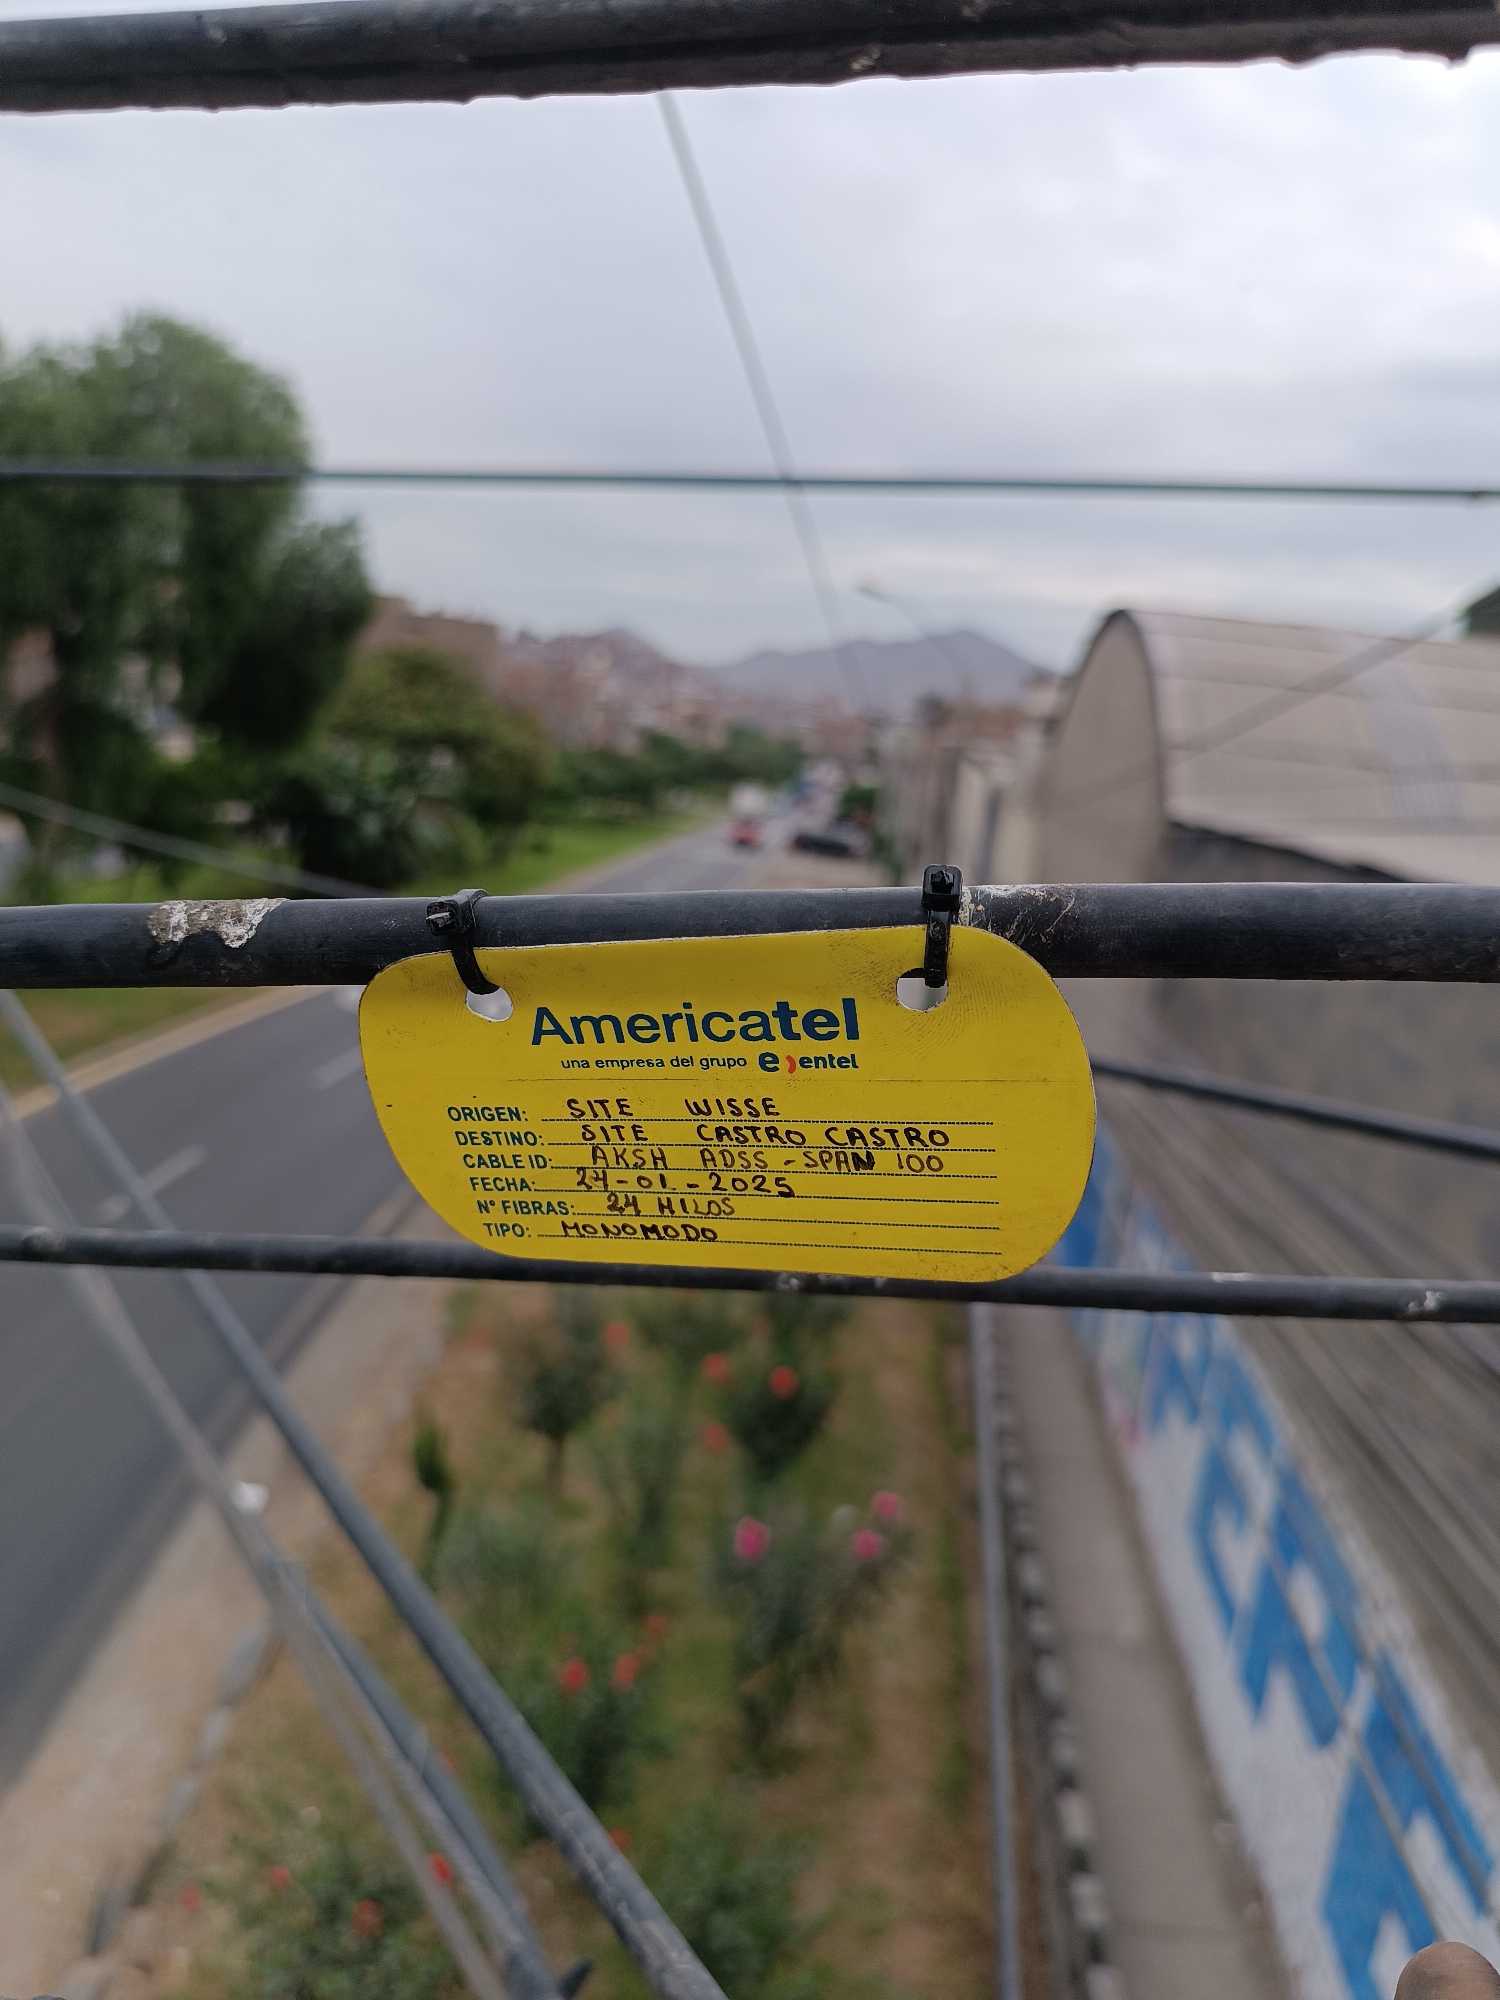 Americatel
una empresa del grupo e)entel
ORIGEN: SITE WISSE
DESTINO: SITE CASTRO CASTRO
CABLE ID: AKSH ADSS - SPAN 100
FECHA: 24-01-2025
N° FIBRAS: 24 HILOS
TIPO: MONOMODO